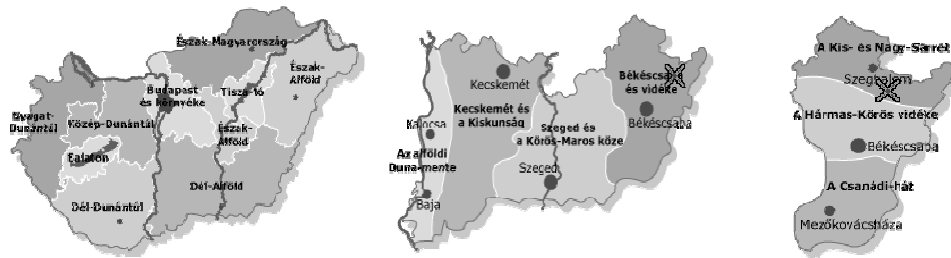 Észak-Magyarország
Észak-
Alföld
Budapest
és környéke
Tisza-tó
Nyugat-
Dunántúl
Közép-Dunántúl
Észak-
Alföld
Balaton
Dél-Alföld
Dél-Dunántúl
Kecskemét
Békéscsaba
és vidéke
Kecskemét és
a Kiskunság
Békéscsaba
Kalocsa
Szeged és
a Körös-Maros köze
Az alföldi
Duna-mente
Szeged
Baja
A Kis- és Nagy-Sárrét
Szeghalom
A Hármas-Körös vidéke
Békéscsaba
A Csanádi-hát
Mezőkovácsháza